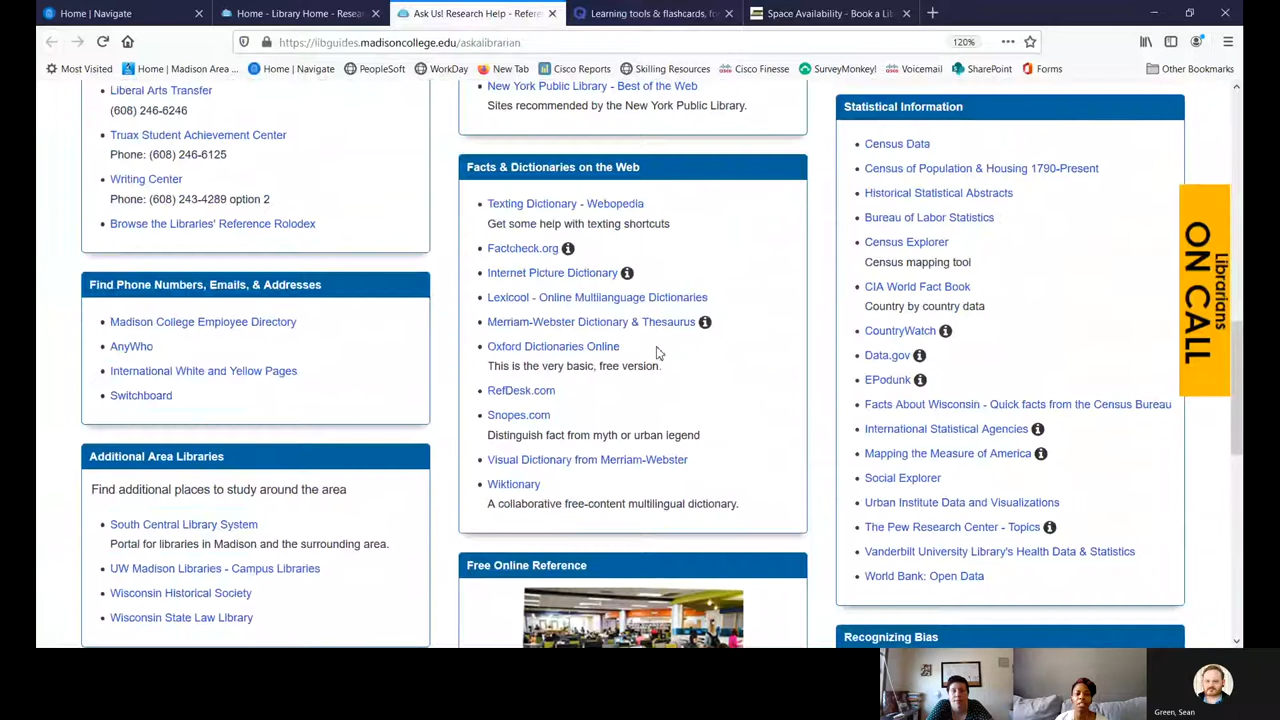 Home | Navigate
Home - Library Home - Resear
Ask Us! Research Help - Refere
Learning tools & flashcards, fo
Space Availability - Book a Lib
https://libguides.madisoncollege.edu/askalibrarian
120%
Most Visited
Home | Madison Area ...
Home | Navigate
PeopleSoft
WorkDay
New Tab
Cisco Reports
Skilling Resources
Cisco Finesse
SurveyMonkey!
Voicemail
SharePoint
Forms
Other Bookmarks
Liberal Arts Transfer
(608) 246-6246
Truax Student Achievement Center
Phone: (608) 246-6125
Writing Center
Phone: (608) 243-4289 option 2
Browse the Libraries' Reference Rolodex
Find Phone Numbers, Emails, & Addresses
Madison College Employee Directory
AnyWho
International White and Yellow Pages
Switchboard
Additional Area Libraries
Find additional places to study around the area
South Central Library System
Portal for libraries in Madison and the surrounding area.
UW Madison Libraries - Campus Libraries
Wisconsin Historical Society
Wisconsin State Law Library
New York Public Library - Best of the Web
Sites recommended by the New York Public Library.
Facts & Dictionaries on the Web
Texting Dictionary - Webopedia
Get some help with texting shortcuts
Factcheck.org
Internet Picture Dictionary
Lexicool - Online Multilanguage Dictionaries
Merriam-Webster Dictionary & Thesaurus
Oxford Dictionaries Online
This is the very basic, free version.
RefDesk.com
Snopes.com
Distinguish fact from myth or urban legend
Visual Dictionary from Merriam-Webster
Wiktionary
A collaborative free-content multilingual dictionary.
Free Online Reference
Statistical Information
Census Data
Census of Population & Housing 1790-Present
Historical Statistical Abstracts
Bureau of Labor Statistics
Census Explorer
Census mapping tool
CIA World Fact Book
Country by country data
CountryWatch
Data.gov
EPodunk
Facts About Wisconsin - Quick facts from the Census Bureau
International Statistical Agencies
Mapping the Measure of America
Social Explorer
Urban Institute Data and Visualizations
The Pew Research Center - Topics
Vanderbilt University Library's Health Data & Statistics
World Bank: Open Data
Recognizing Bias
Librarians
ON CALL
Green, Sean